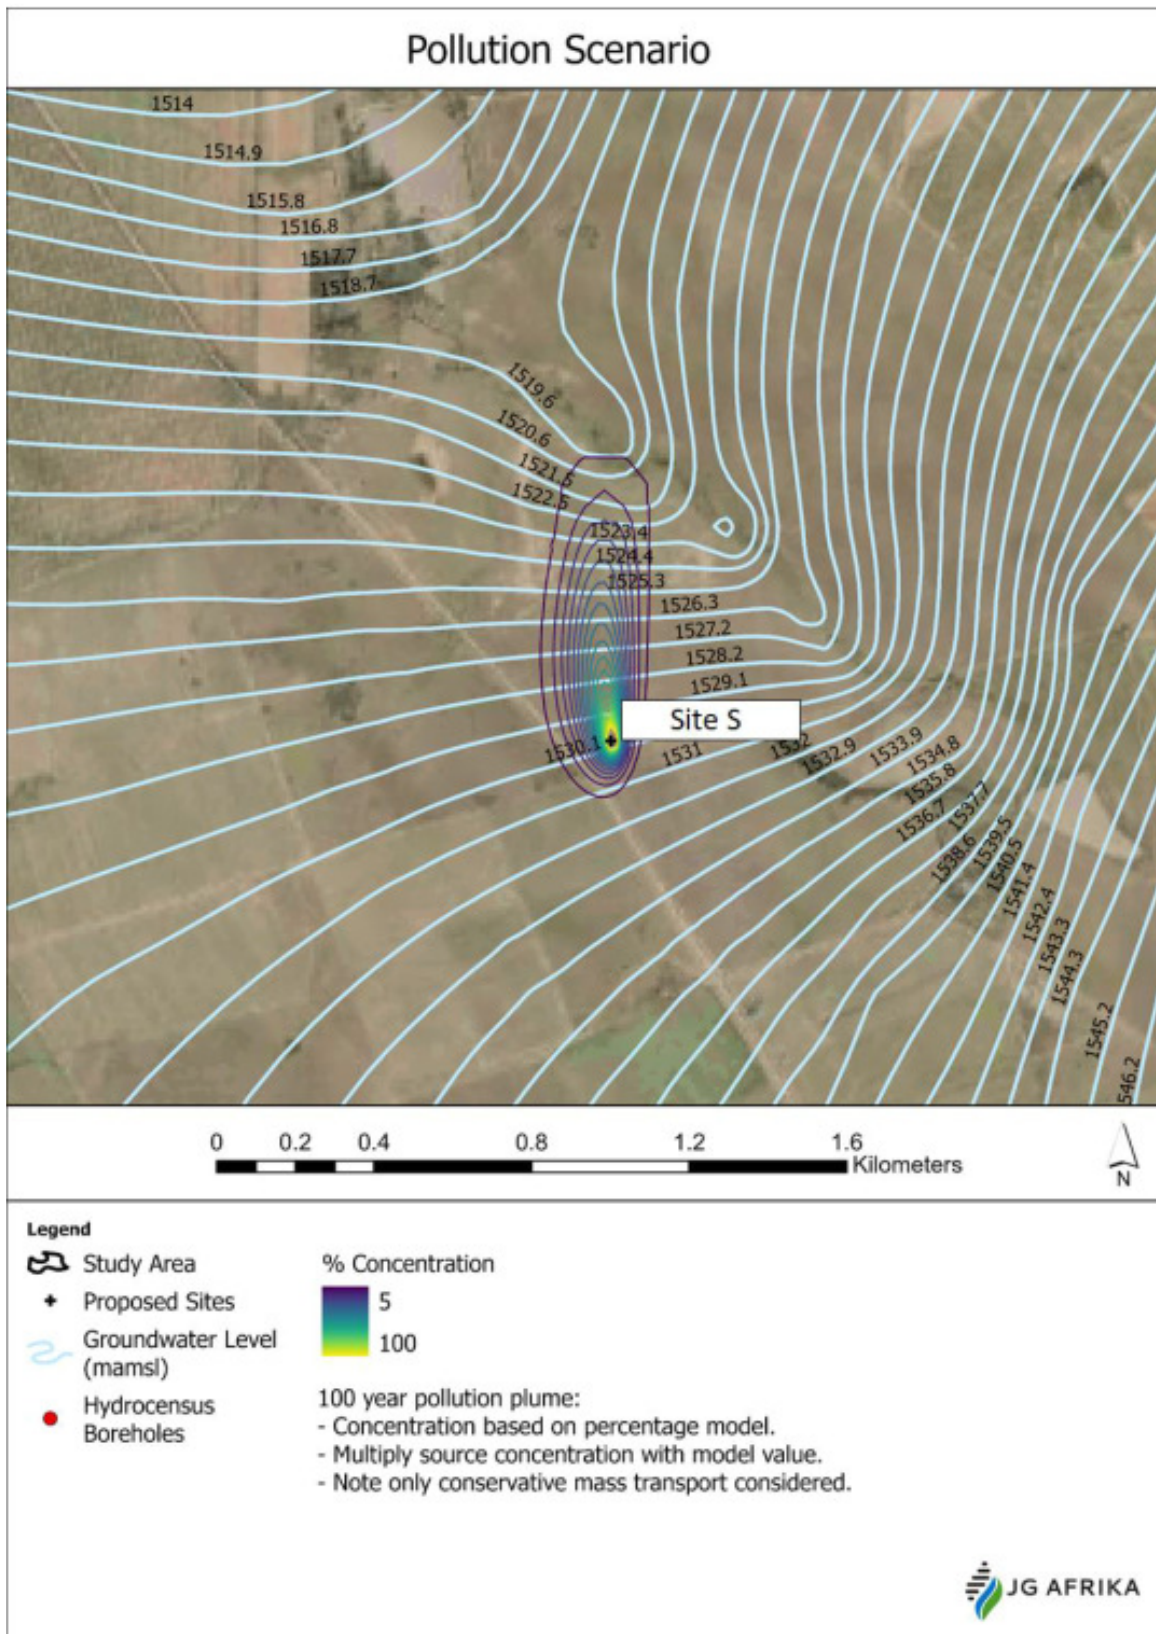 Pollution Scenario
1514
1514.9
1515.8
1516.8
1517.7
1518.7
1519.6
1520.6
1521.5
1522.5
1523.4
1524.4
1525.3
1526.3
1527.2
1528.2
1529.1
Site S
1530.1
1531
1532
1532.9
1533.9
1534.8
1535.8
1536.7
1537.7
1538.6
1539.5
1540.5
1541.4
1542.4
1543.3
1544.3
1545.2
546.2
0 0.2 0.4 0.8 1.2 1.6
Kilometers
N
Legend
Study Area
Proposed Sites
Groundwater Level
(mamsl)
Hydrocensus
Boreholes
% Concentration
5
100
100 year pollution plume:
- Concentration based on percentage model.
- Multiply source concentration with model value.
- Note only conservative mass transport considered.
JG AFRIKA